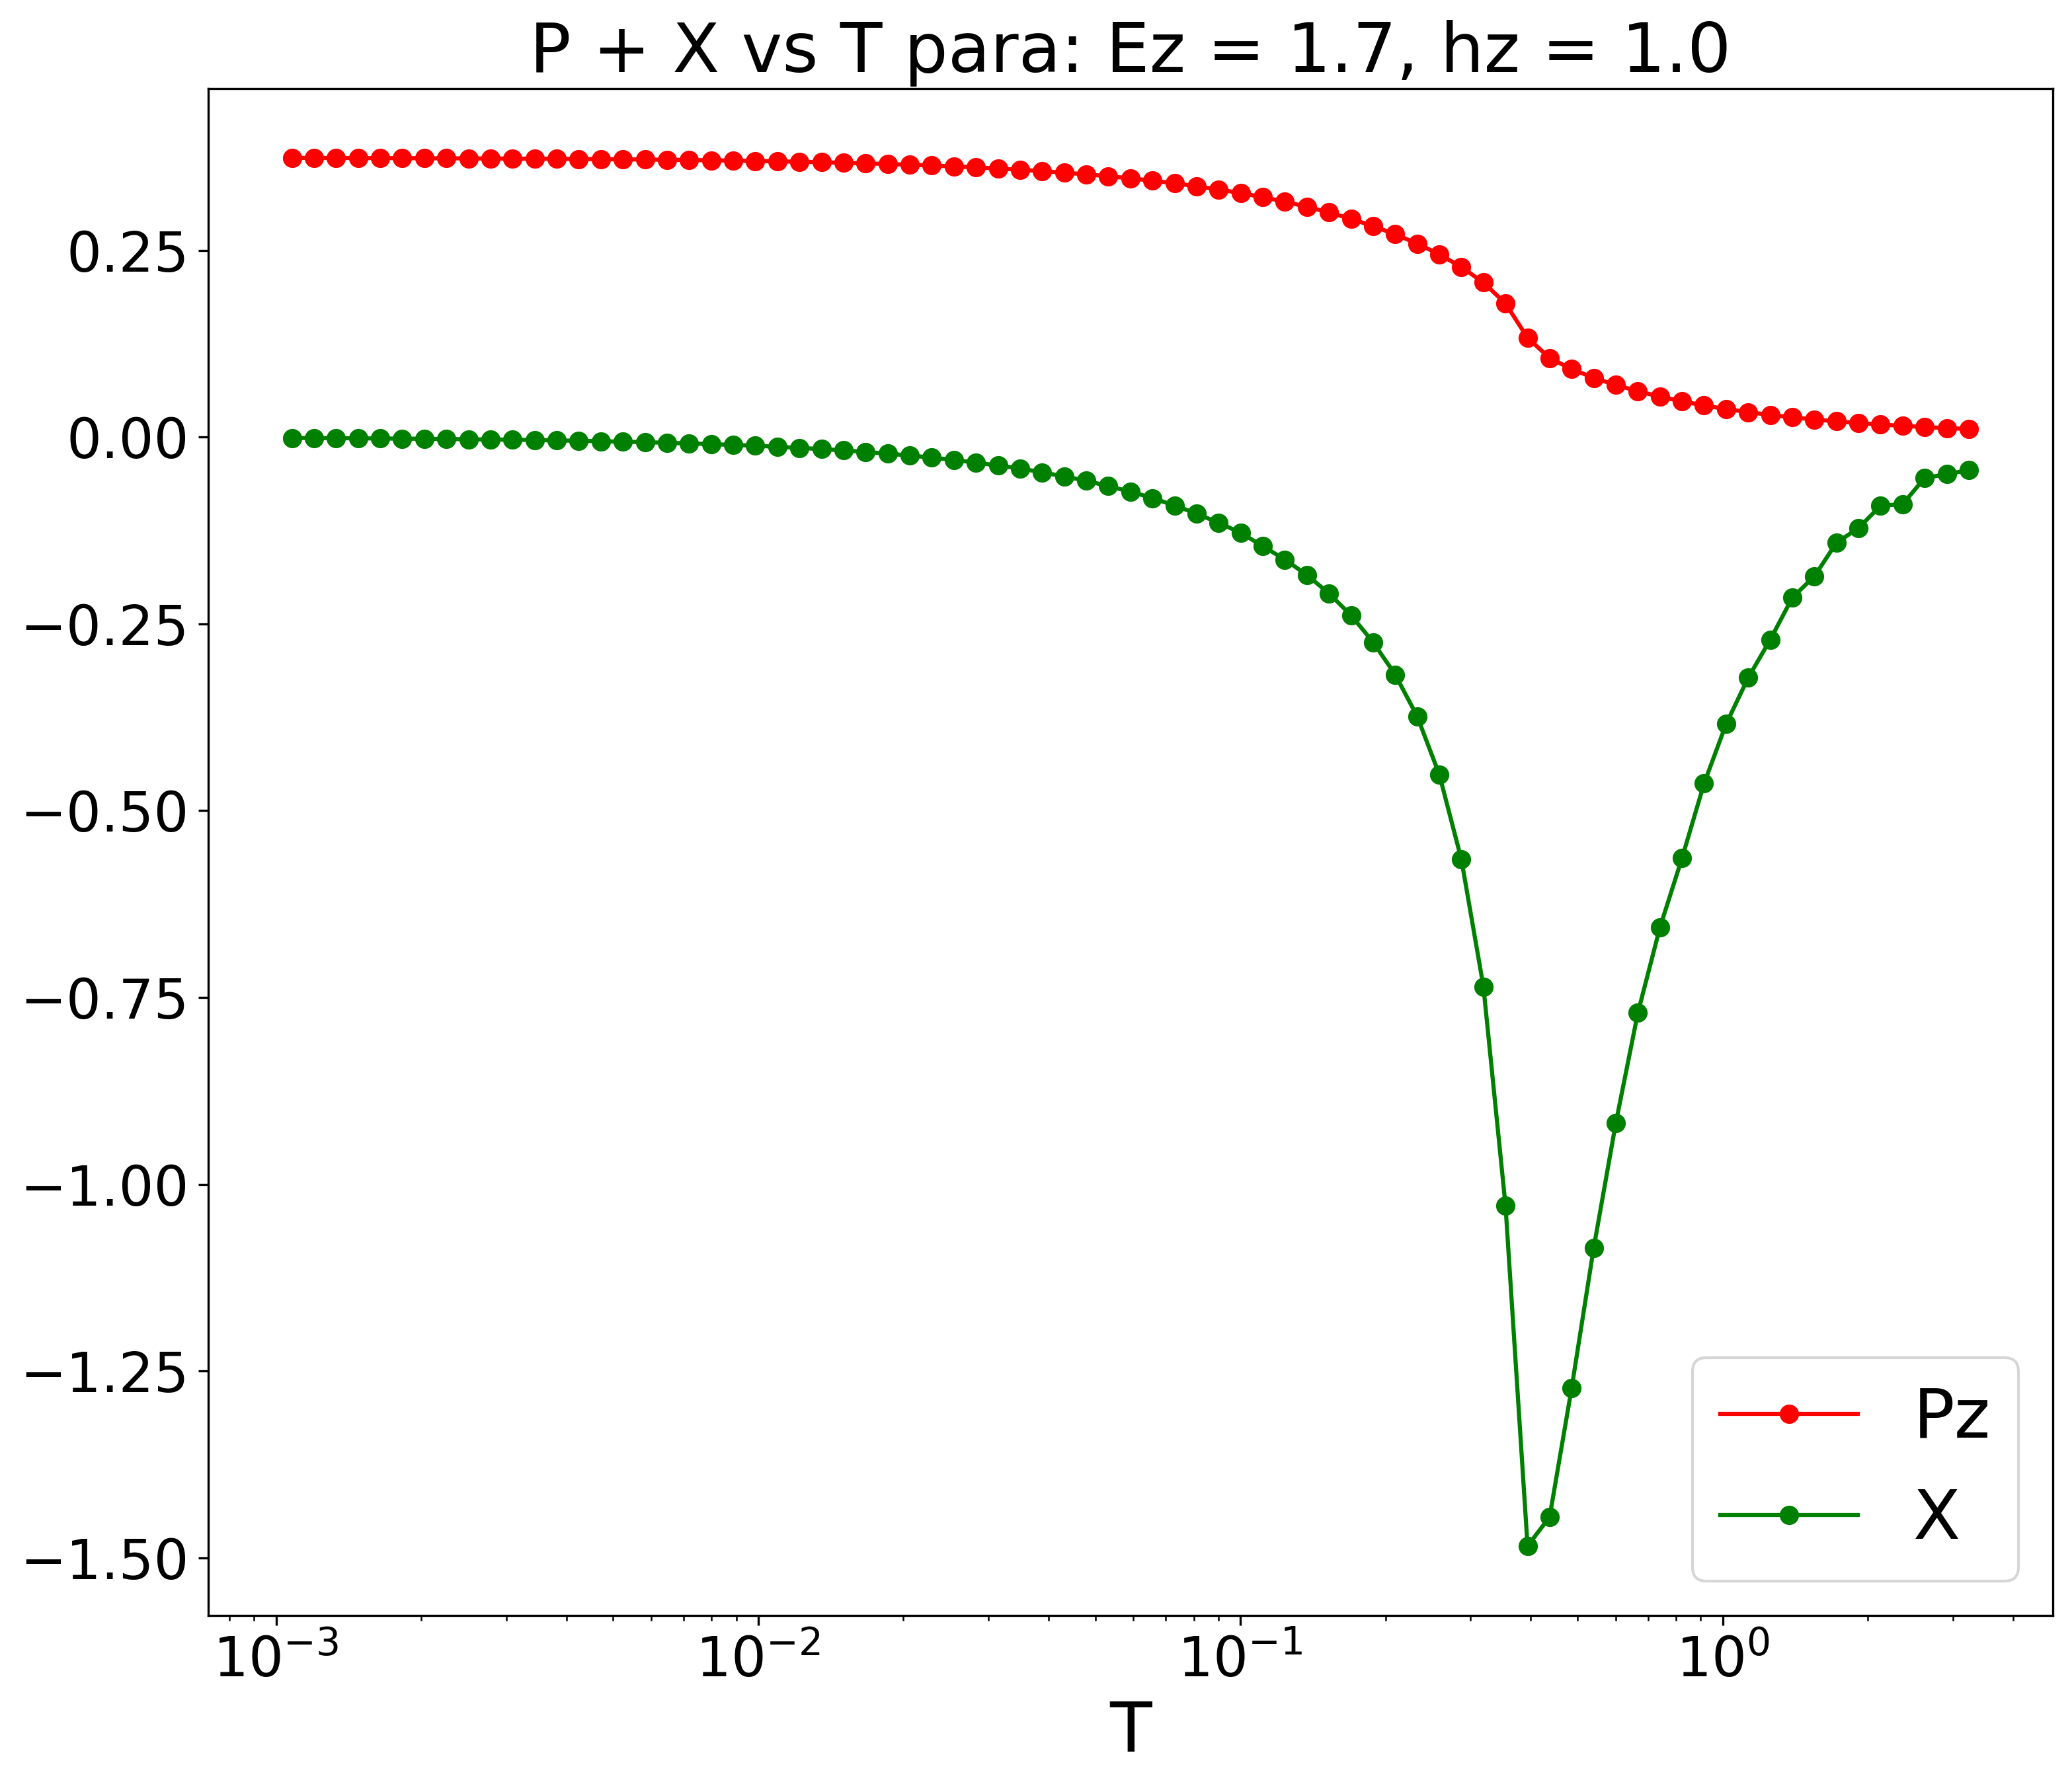 P + X vs T para: Ez = 1.7, hz = 1.0
0.25
0.00
−0.25
−0.50
−0.75
−1.00
−1.25
−1.50
Pz
X
10⁻³ 10⁻² 10⁻¹ 10⁰
T